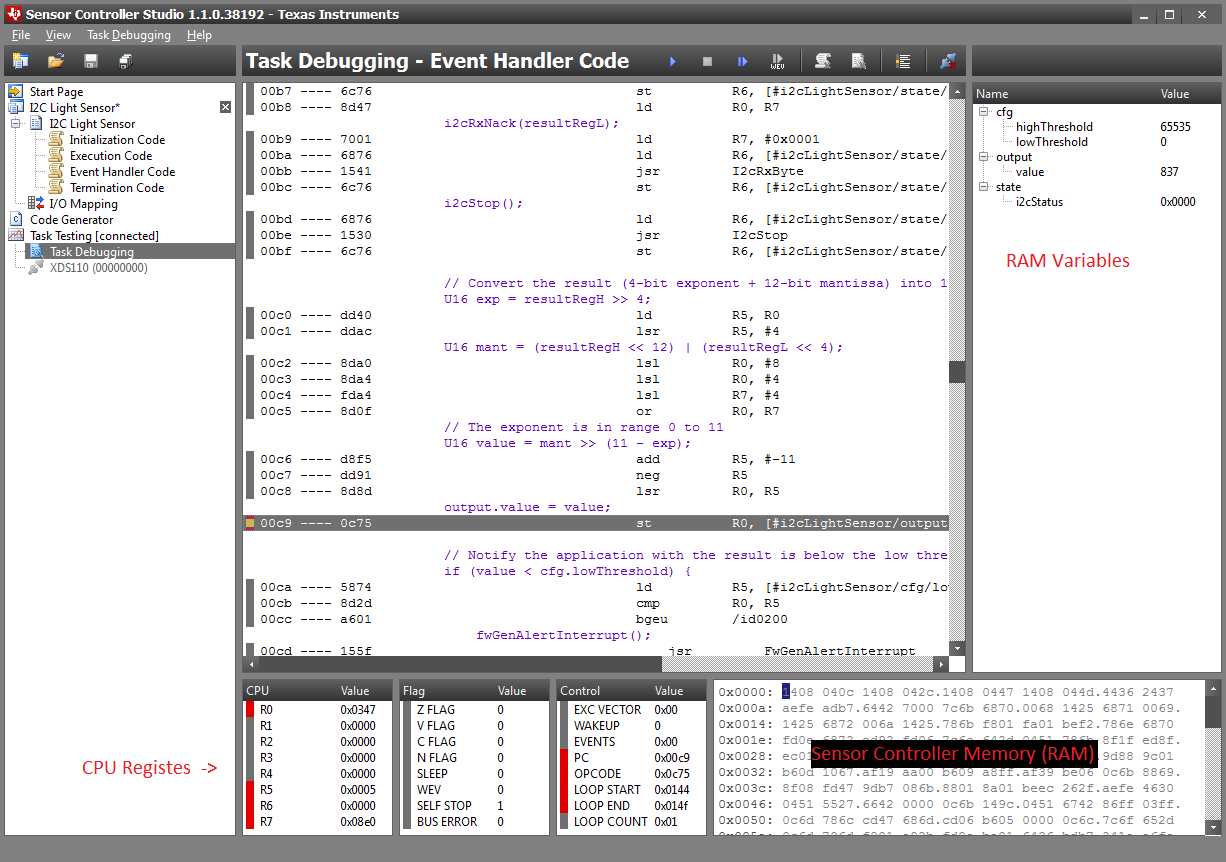 Sensor Controller Studio 1.1.0.38192 - Texas Instruments
File View Task Debugging Help
Task Debugging - Event Handler Code
WEV
Start Page
I2C Light Sensor*
I2C Light Sensor
Initialization Code
Execution Code
Event Handler Code
Termination Code
I/O Mapping
Code Generator
Task Testing [connected]
Task Debugging
XDS110 (00000000)
CPU Registes ->
00b7 ---- 6c76 st R6, [#i2cLightSensor/state/
00b8 ---- 8d47 ld R0, R7
i2cRxNack(resultRegL);
00b9 ---- 7001 ld R7, #0x0001
00ba ---- 6876 ld R6, [#i2cLightSensor/state/
00bb ---- 1541 jsr I2cRxByte
00bc ---- 6c76 st R6, [#i2cLightSensor/state/
i2cStop();
00bd ---- 6876 ld R6, [#i2cLightSensor/state/
00be ---- 1530 jsr I2cStop
00bf ---- 6c76 st R6, [#i2cLightSensor/state/
// Convert the result (4-bit exponent + 12-bit mantissa) into 1
U16 exp = resultRegH >> 4;
00c0 ---- dd40 ld R5, R0
00c1 ---- ddac lsr R5, #4
U16 mant = (resultRegH << 12) | (resultRegL << 4);
00c2 ---- 8da0 lsl R0, #8
00c3 ---- 8da4 lsl R0, #4
00c4 ---- fda4 lsl R7, #4
00c5 ---- 8d0f or R0, R7
// The exponent is in range 0 to 11
U16 value = mant >> (11 - exp);
00c6 ---- d8f5 add R5, #-11
00c7 ---- dd91 neg R5
00c8 ---- 8d8d lsr R0, R5
output.value = value;
00c9 ---- 0c75 st R0, [#i2cLightSensor/output
// Notify the application with the result is below the low thre
if (value < cfg.lowThreshold) {
00ca ---- 5874 ld R5, [#i2cLightSensor/cfg/lo
00cb ---- 8d2d cmp R0, R5
00cc ---- a601 bgeu /id0200
fwGenAlertInterrupt();
00cd ---- 155f jsr FwGenAlertInterrupt
Name Value
cfg
highThreshold 65535
lowThreshold 0
output
value 837
state
i2cStatus 0x0000
RAM Variables
CPU Value
R0 0x0347
R1 0x0000
R2 0x0000
R3 0x0000
R4 0x0000
R5 0x0005
R6 0x0000
R7 0x08e0
Flag Value
Z FLAG 0
V FLAG 0
C FLAG 0
N FLAG 0
SLEEP 0
WEV 0
SELF STOP 1
BUS ERROR 0
Control Value
EXC VECTOR 0x00
WAKEUP 0
EVENTS 0x00
PC 0x00c9
OPCODE 0x0c75
LOOP START 0x0144
LOOP END 0x014f
LOOP COUNT 0x01
0x0000: 1408 040c 1408 042c.1408 0447 1408 044d.4436 2437
0x000a: aefe adb7.6442 7000 7c6b 6870.0068 1425 6871 0069.
0x0014: 1425 6872 006a 1425.786b f801 fa01 bef2.786e 6870
0x001e: ed8f.
0x0028: 9d88 9c01
Sensor Controller Memory (RAM)
0x0032: b60d 1067.af19 aa00 b609 a8ff.af39 be06 0c6b 8869.
0x003c: 8f08 fd47 9db7 086b.8801 8a01 beec 262f.aefe 4630
0x0046: 0451 5527.6642 0000 0c6b 149c.0451 6742 86ff 03ff.
0x0050: 0c6d 786c cd47 686d.cd06 b605 0000 0c6c.7c6f 652d